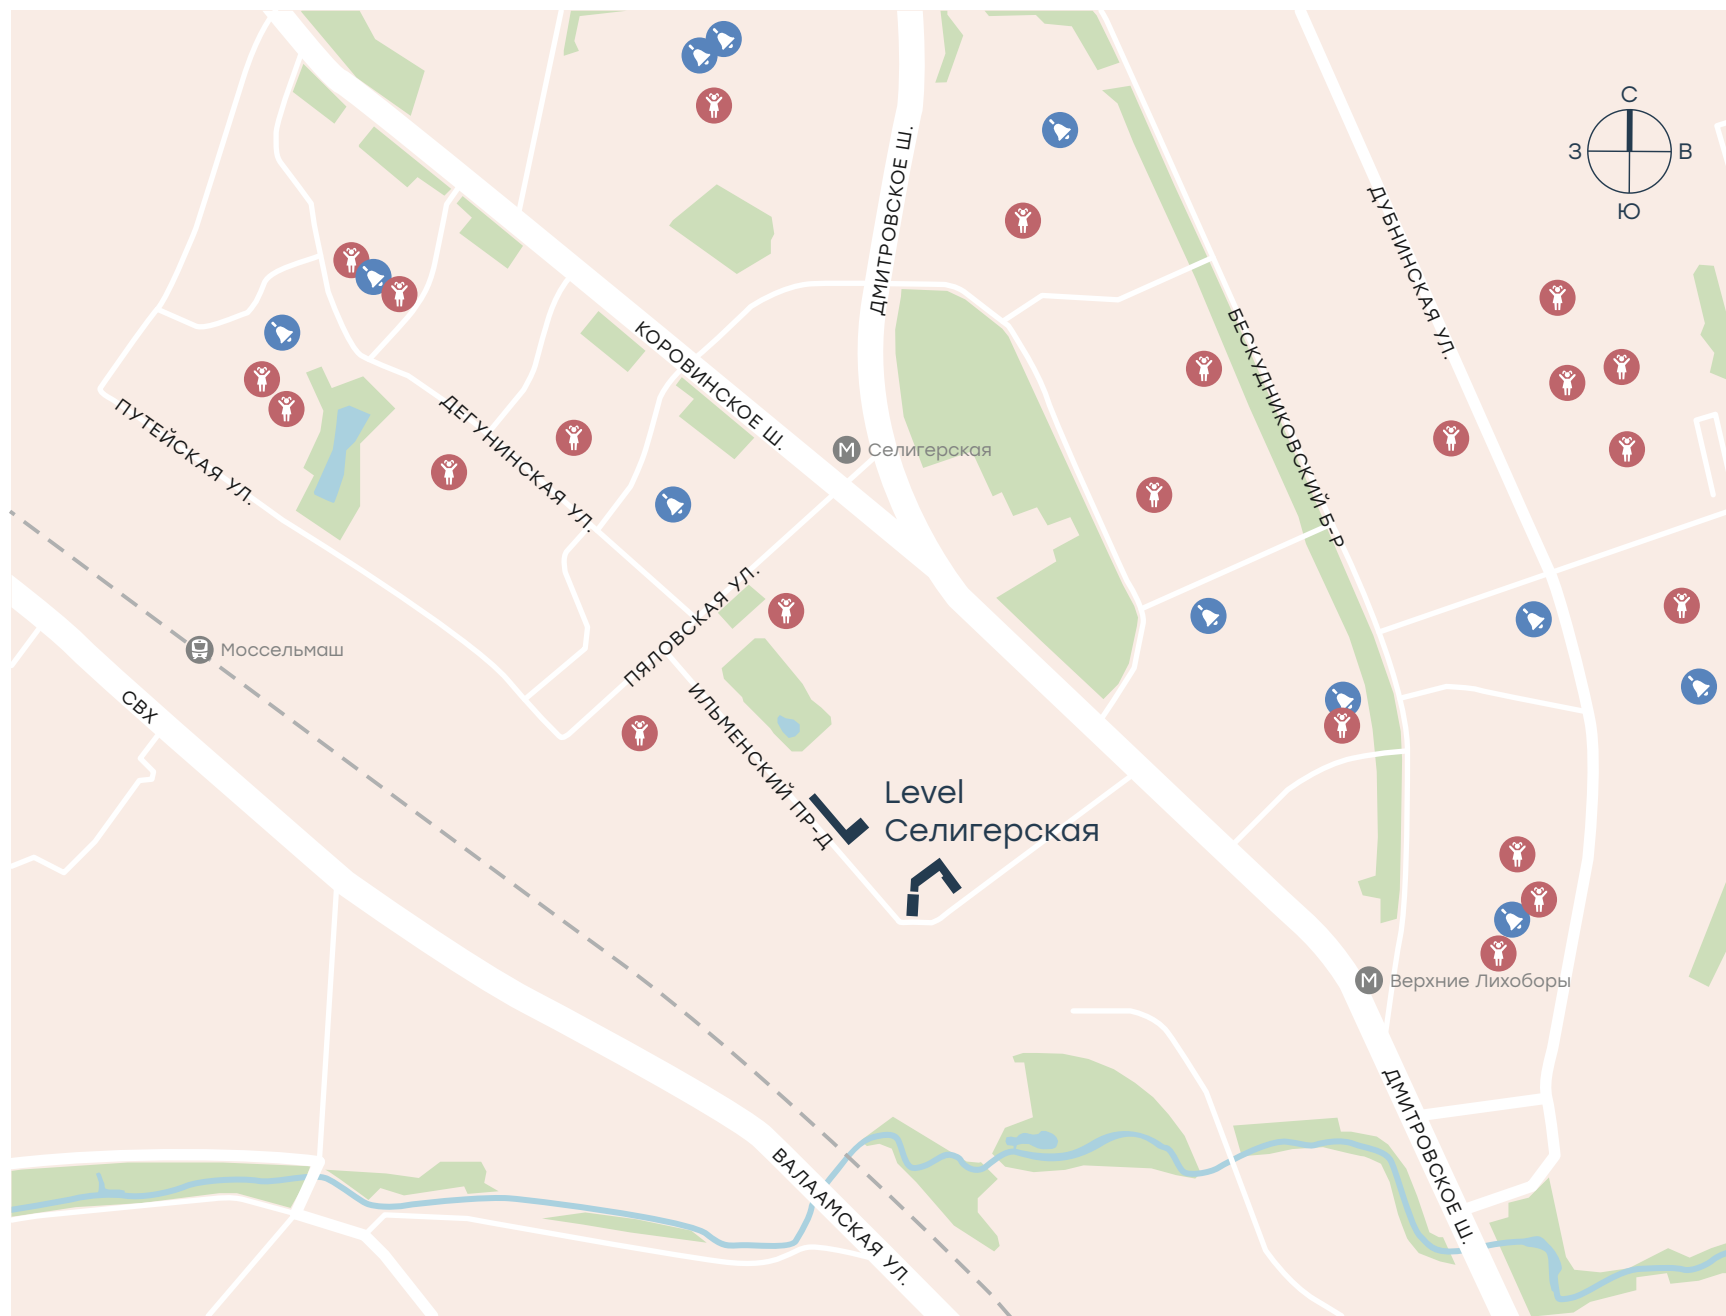 С
З
В
Ю
ДМИТРОВСКОЕ Ш.
ДУБНИНСКАЯ УЛ.
БЕСКУДНИКОВСКИЙ Б-Р
КОРОВИНСКОЕ Ш.
ДЕГУНИНСКАЯ УЛ.
ПУТЕЙСКАЯ УЛ.
М Селигерская
ПЯЛОВСКАЯ УЛ.
Моссельмаш
СВХ
ИЛЬМЕНСКИЙ ПР-Д
Level
Селигерская
М Верхние Лихоборы
ДМИТРОВСКОЕ Ш.
ВАЛААМСКАЯ УЛ.